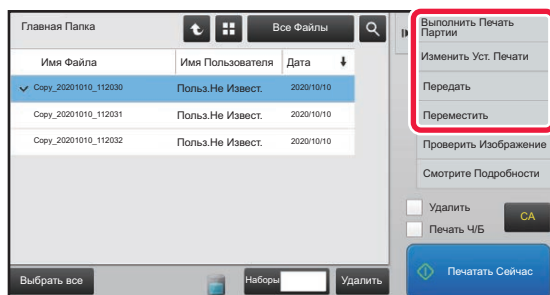 Главная Папка
Все Файлы
Имя Файла
Имя Пользователя
Дата
Copy_20201010_112030
Польз.Не Извест.
2020/10/10
Copy_20201010_112031
Польз.Не Извест.
2020/10/10
Copy_20201010_112032
Польз.Не Извест.
2020/10/10
Выбрать все
Наборы
Удалить
Выполнить Печать
Партии
Изменить Уст. Печати
Передать
Переместить
Проверить Изображение
Смотрите Подробности
Удалить
Печать Ч/Б
CA
Печатать Сейчас